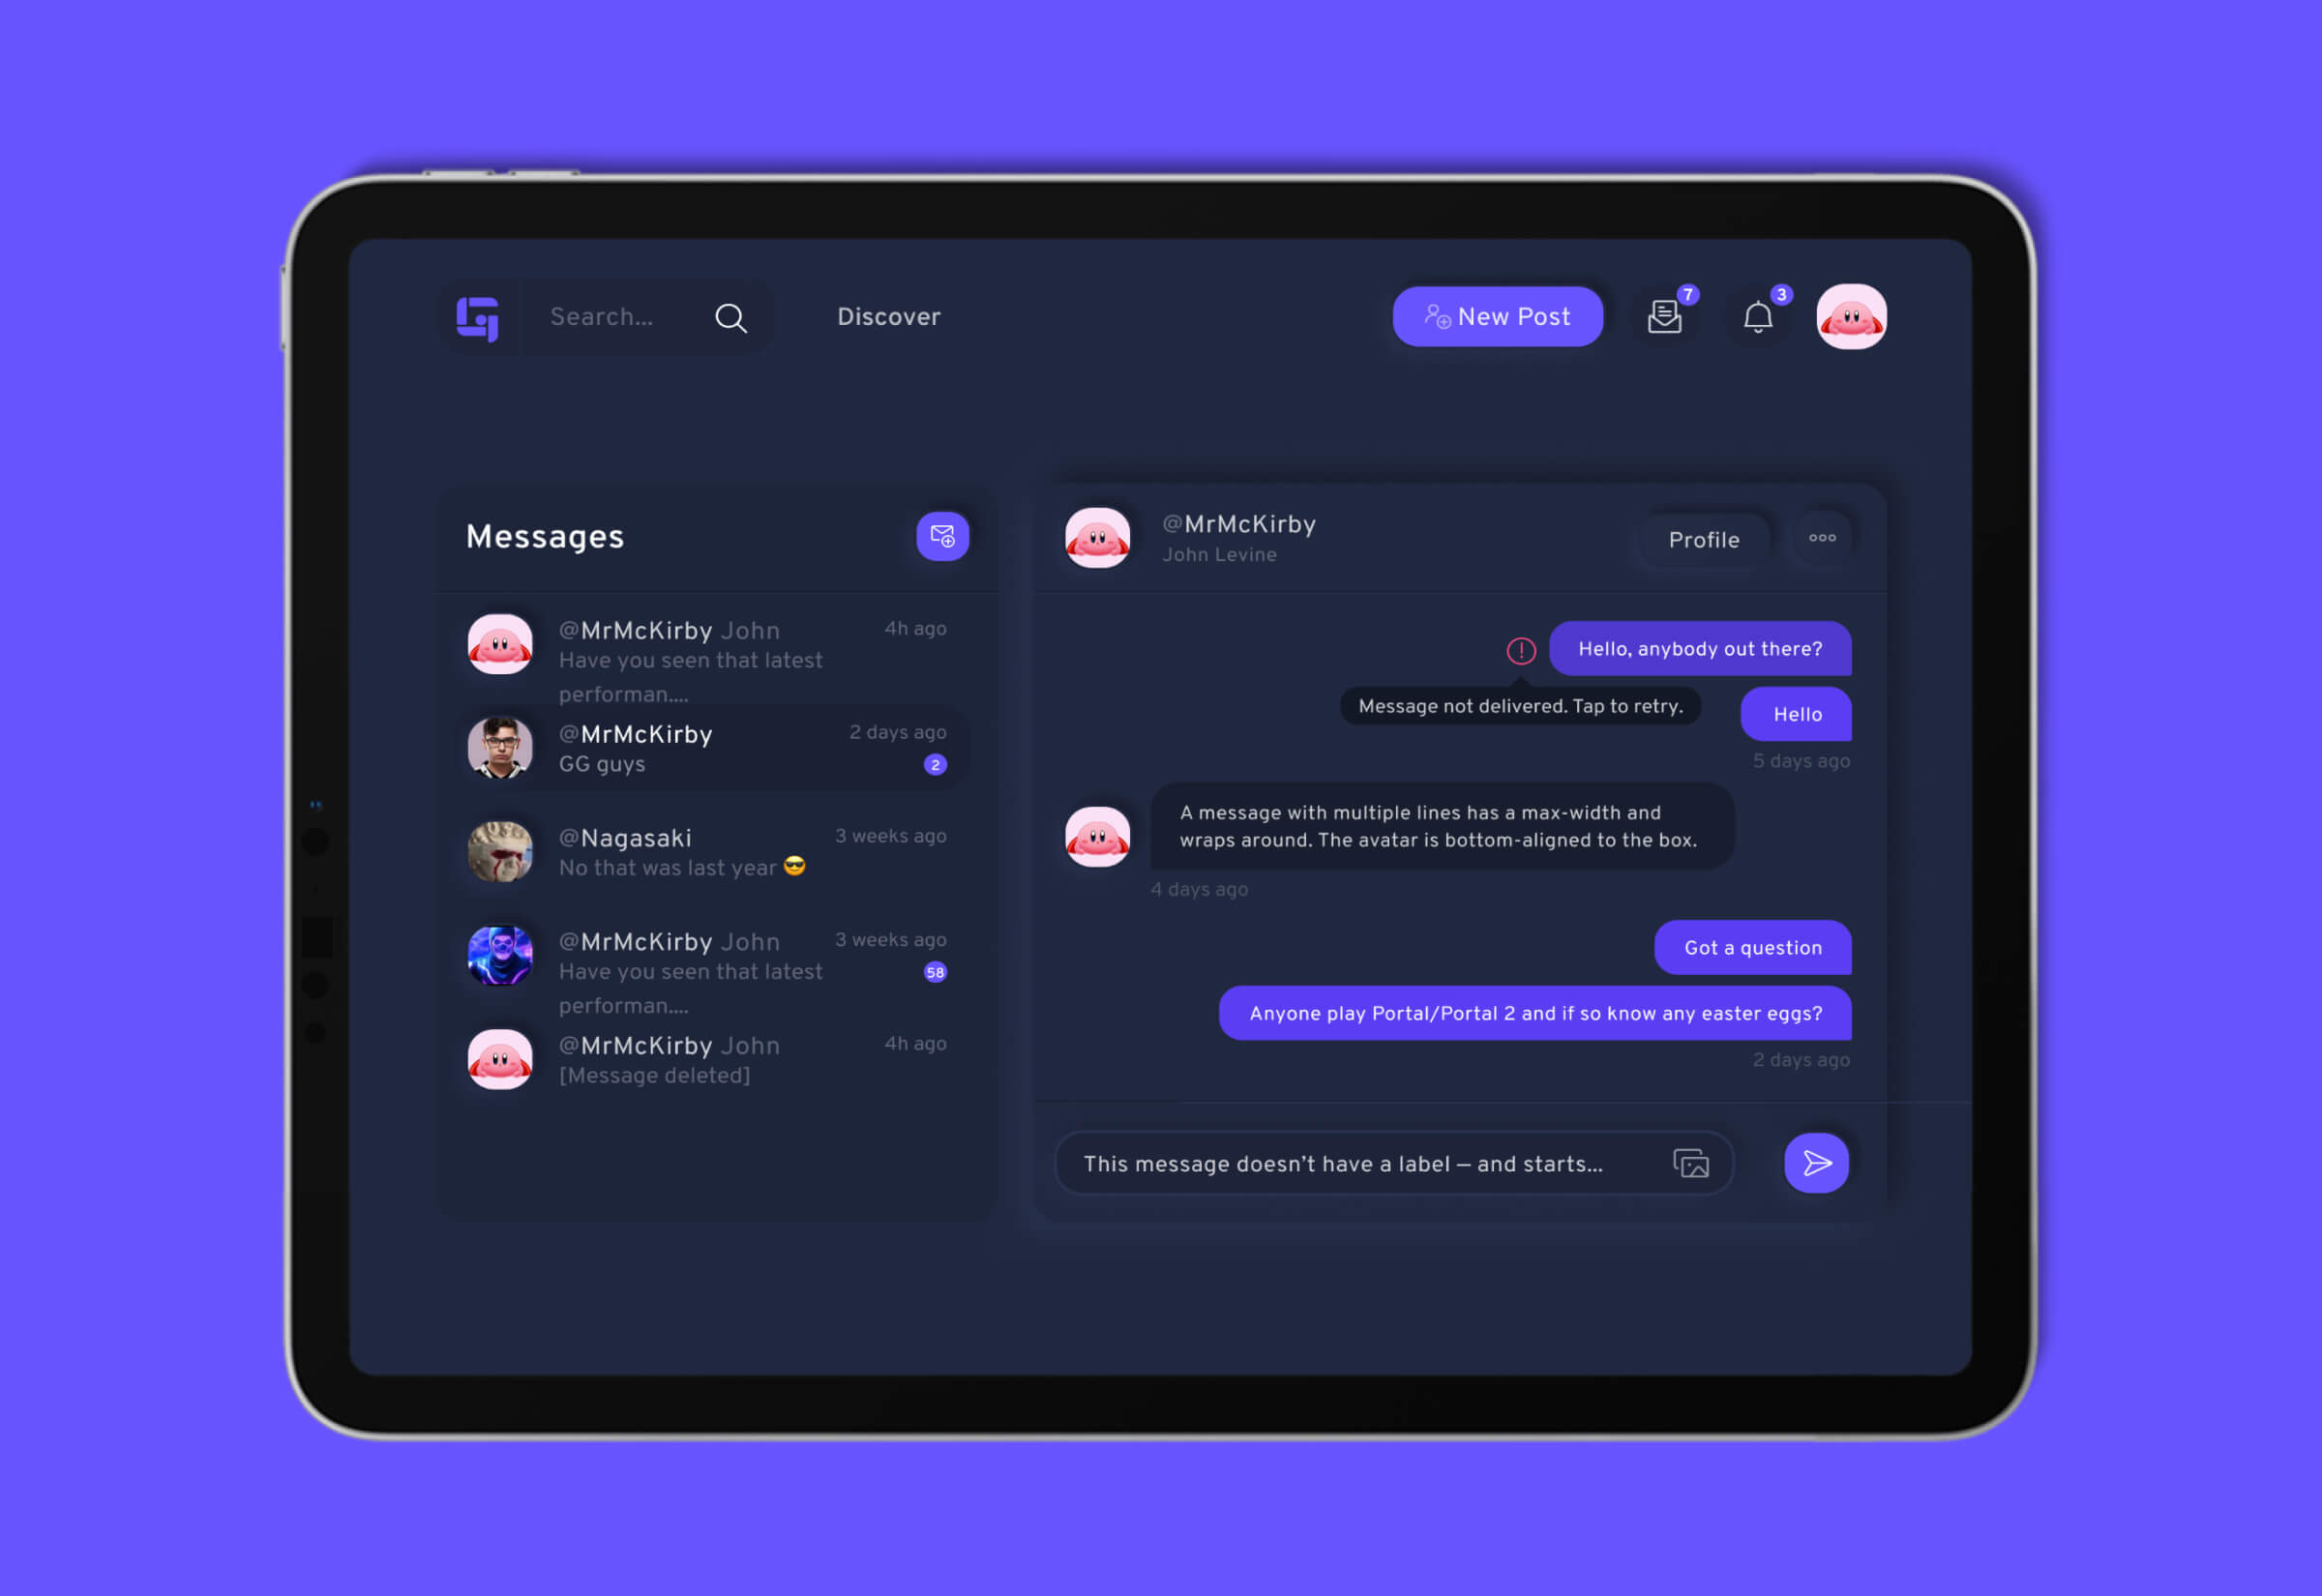 Search...
Discover
New Post
7
3
Messages
@MrMcKirby John
4h ago
Have you seen that latest
performan....
@MrMcKirby
2 days ago
GG guys
2
@Nagasaki
3 weeks ago
No that was last year 😎
@MrMcKirby John
3 weeks ago
Have you seen that latest
58
performan....
@MrMcKirby John
4h ago
[Message deleted]
@MrMcKirby
John Levine
Profile
Hello, anybody out there?
Message not delivered. Tap to retry.
Hello
5 days ago
A message with multiple lines has a max-width and
wraps around. The avatar is bottom-aligned to the box.
4 days ago
Got a question
Anyone play Portal/Portal 2 and if so know any easter eggs?
2 days ago
This message doesn’t have a label – and starts...